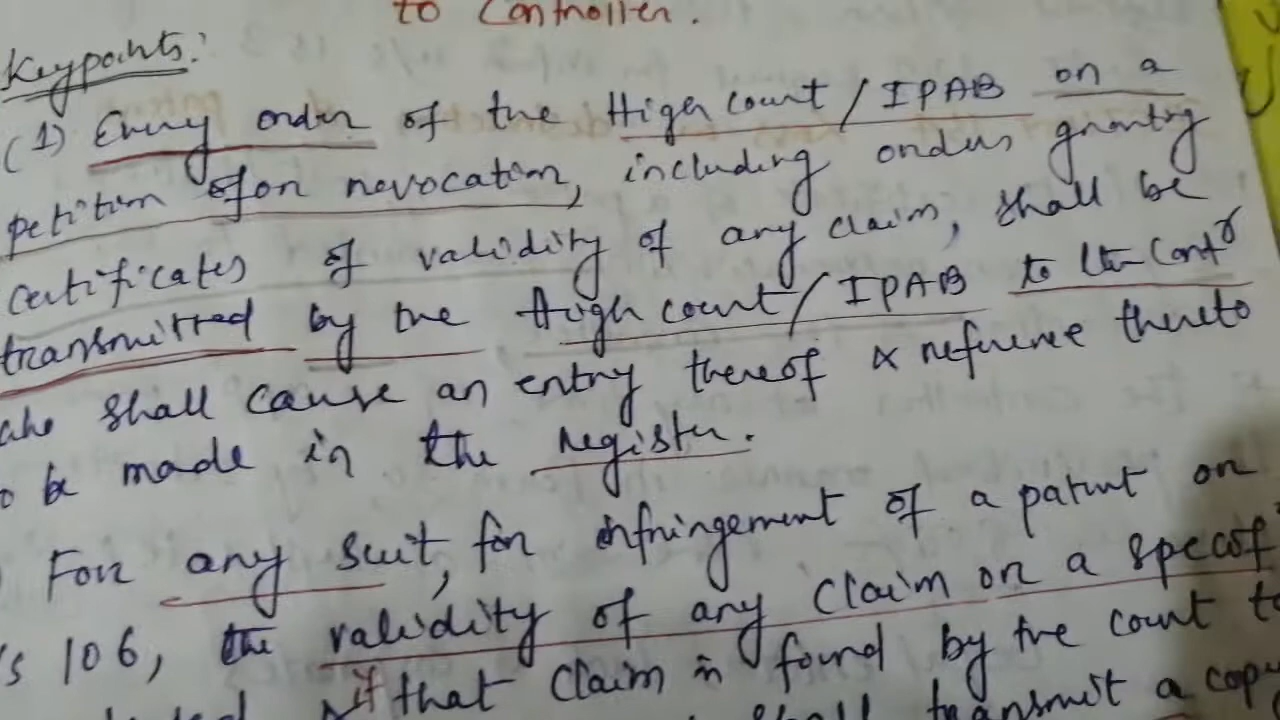 to Controller.
Keypoints:
(1) Every order of the High court / IPAB on a
petition for revocation, including orders granting
certificates of validity of any claim, shall be
transmitted by the High court / IPAB to the Contr
who shall cause an entry thereof & reference thereto
to be made in the register.
For any suit, for infringement of a patent or
106, the validity of any claim or a specif
if that claim is found by the court to
shall transmit a copy